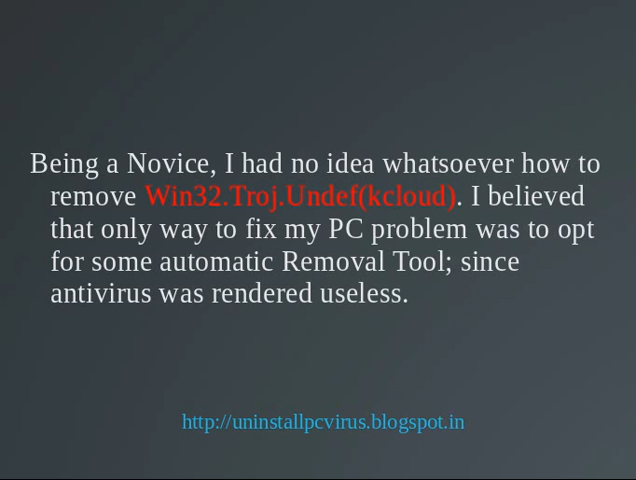 Being a Novice, I had no idea whatsoever how to
remove Win32.Troj.Undef(kcloud). I believed
that only way to fix my PC problem was to opt
for some automatic Removal Tool; since
antivirus was rendered useless.
http://uninstallpcvirus.blogspot.in